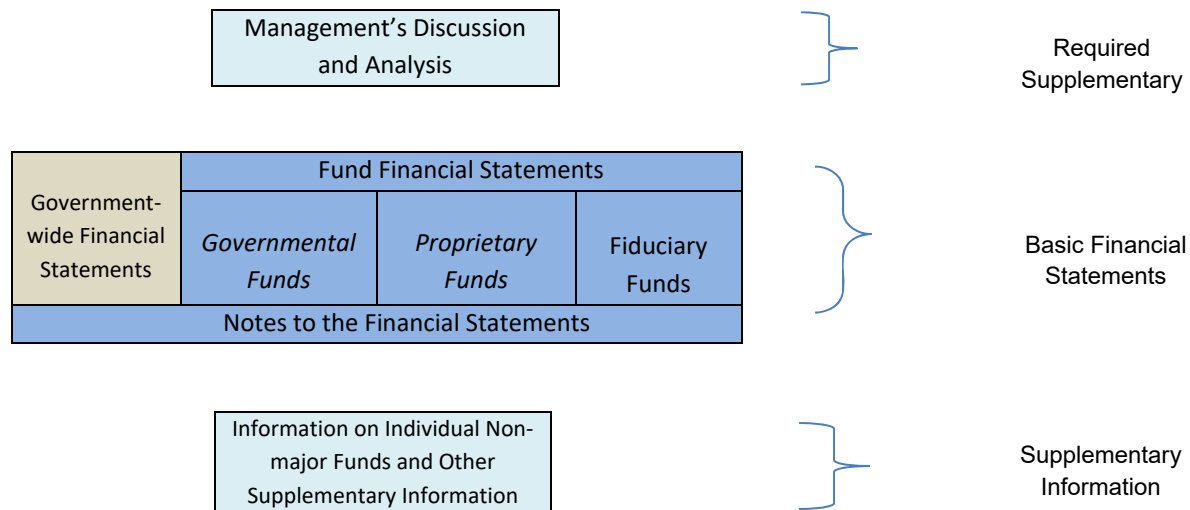 Management’s Discussion
and Analysis
Required
Supplementary
Government-
wide Financial
Statements
Fund Financial Statements
Governmental
Funds
Proprietary
Funds
Fiduciary
Funds
Notes to the Financial Statements
Basic Financial
Statements
Information on Individual Non-
major Funds and Other
Supplementary Information
Supplementary
Information